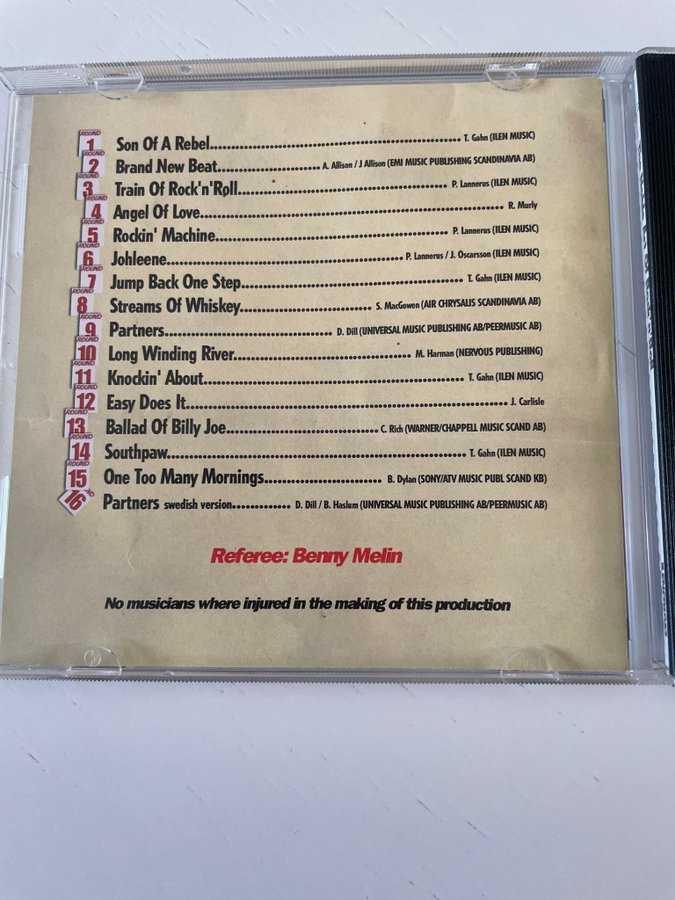 ROUND 1 Son Of A Rebel........ T. Gahn (ILEN MUSIC)
ROUND 2 Brand New Beat........ A. Allison / J Allison (EMI MUSIC PUBLISHING SCANDINAVIA AB)
ROUND 3 Train Of Rock'n'Roll........ P. Lannerus (ILEN MUSIC)
ROUND 4 Angel Of Love........ R. Murly
ROUND 5 Rockin' Machine........ P. Lannerus (ILEN MUSIC)
ROUND 6 Johleene........ P. Lannerus / J. Oscarsson (ILEN MUSIC)
ROUND 7 Jump Back One Step........ T. Gahn (ILEN MUSIC)
ROUND 8 Streams Of Whiskey........ S. MacGowen (AIR CHRYSALIS SCANDINAVIA AB)
ROUND 9 Partners........ D. Dill (UNIVERSAL MUSIC PUBLISHING AB/PEERMUSIC AB)
ROUND 10 Long Winding River........ M. Harman (NERVOUS PUBLISHING)
ROUND 11 Knockin' About........ T. Gahn (ILEN MUSIC)
ROUND 12 Easy Does It........ J. Carlisle
ROUND 13 Ballad Of Billy Joe........ C. Rich (WARNER/CHAPPELL MUSIC SCAND AB)
ROUND 14 Southpaw........ T. Gahn (ILEN MUSIC)
ROUND 15 One Too Many Mornings........ B. Dylan (SONY/ATV MUSIC PUBL SCAND KB)
16 Partners swedish version........ D. Dill / B. Haslum (UNIVERSAL MUSIC PUBLISHING AB/PEERMUSIC AB)
Referee: Benny Melin
No musicians where injured in the making of this production